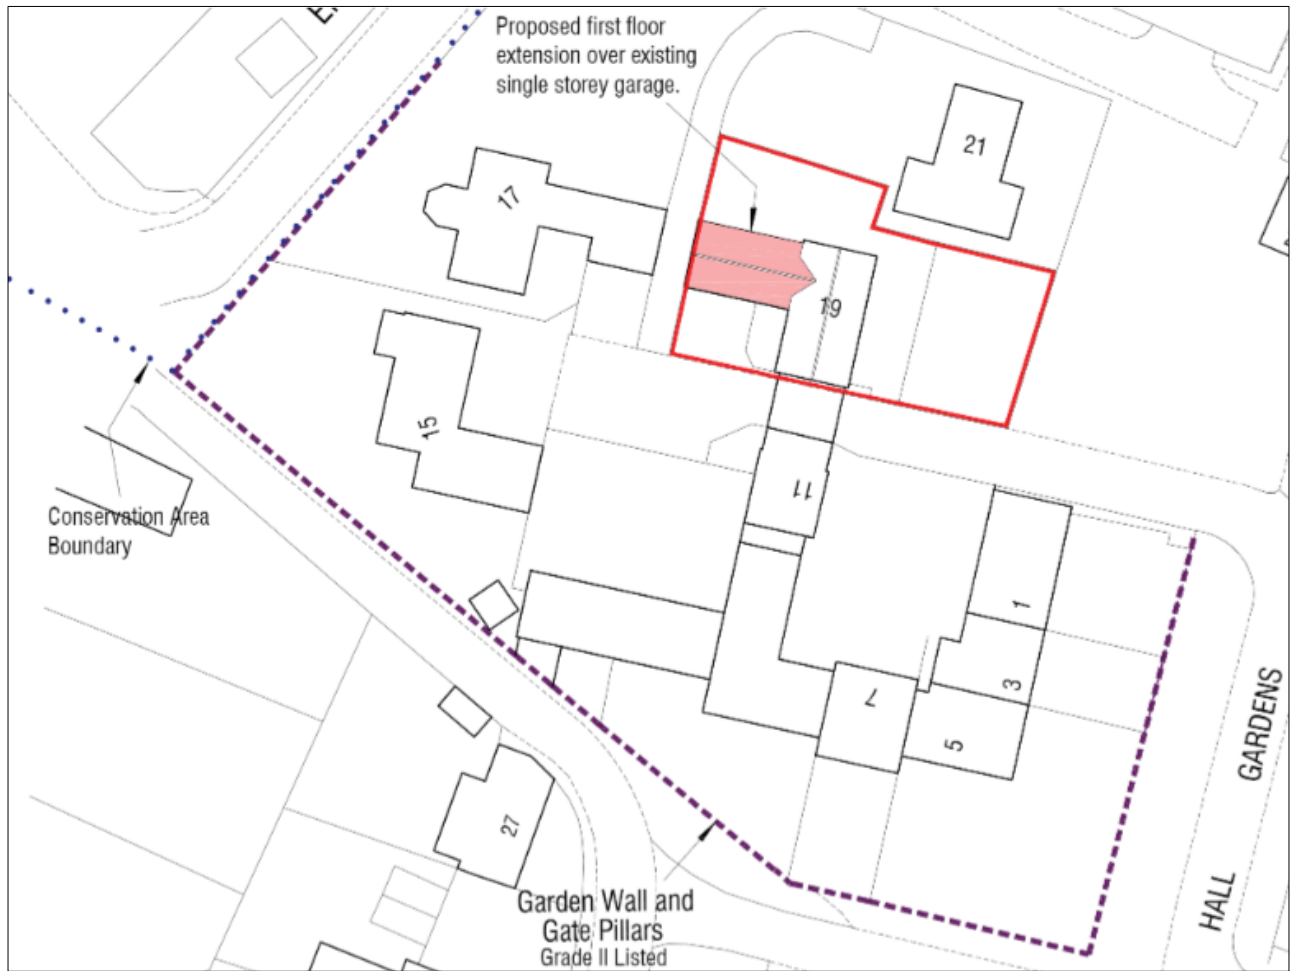 Proposed first floor
extension over existing
single storey garage.
21
17
19
15
11
Conservation Area
Boundary
1
3
7
5
27
GARDENS
HALL
Garden Wall and
Gate Pillars
Grade II Listed